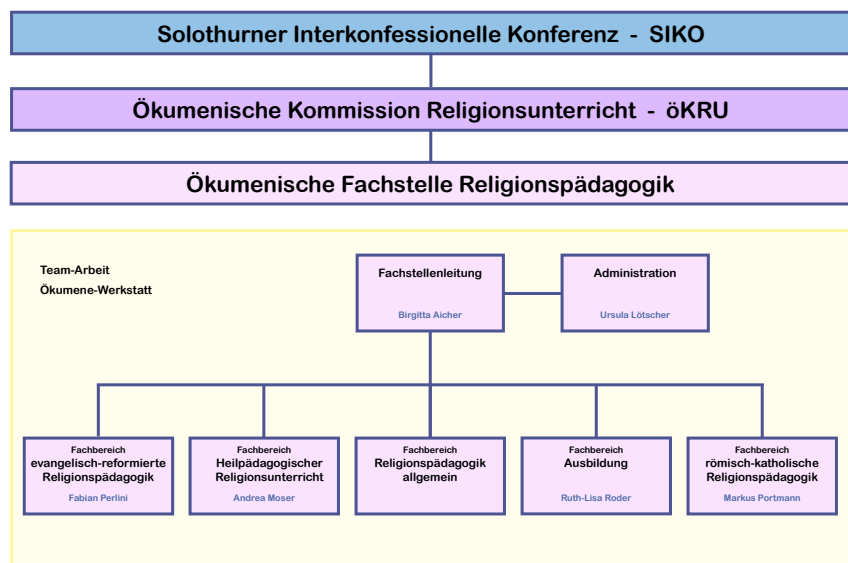 Solothurner Interkonfessionelle Konferenz - SIKO
Ökumenische Kommission Religionsunterricht - öKRU
Ökumenische Fachstelle Religionspädagogik
Team-Arbeit
Ökumene-Werkstatt
Fachstellenleitung
Birgitta Aicher
Administration
Ursula Lötscher
Fachbereich
evangelisch-reformierte
Religionspädagogik
Fabian Perlini
Fachbereich
Heilpädagogischer
Religionsunterricht
Andrea Moser
Fachbereich
Religionspädagogik
allgemein
Fachbereich
Ausbildung
Ruth-Lisa Roder
Fachbereich
römisch-katholische
Religionspädagogik
Markus Portmann